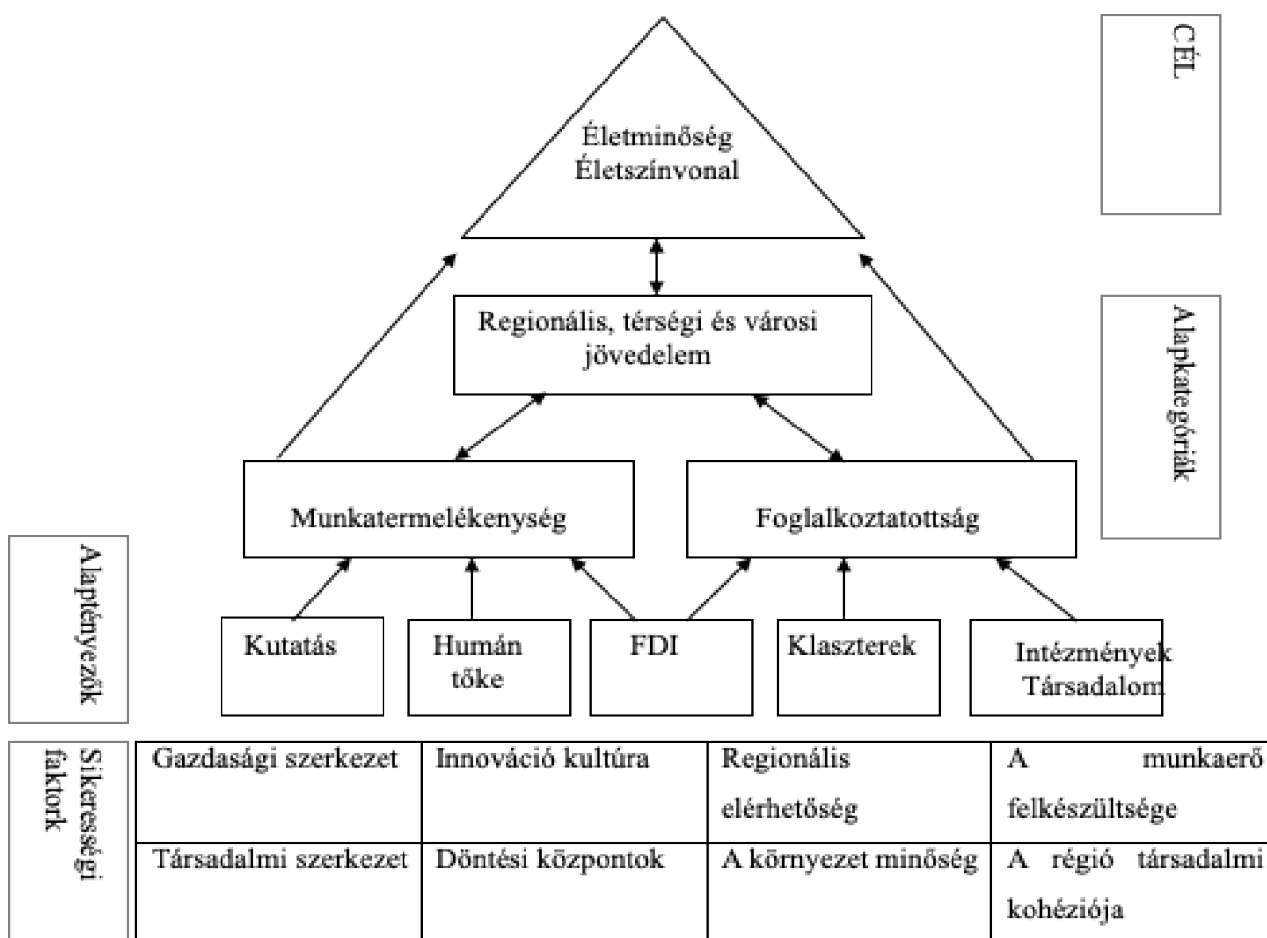 CÉL
Életminőség
Életszínvonal
Regionális, térségi és városi
jövedelem
Alapkategóriák
Munkatermelékenység
Foglalkoztatottság
Alaptényezők
Kutatás
Humán
tőke
FDI
Klaszterek
Intézmények
Társadalom
Sikerességi
faktork
Gazdasági szerkezet
Innováció kultúra
Regionális
elérhetőség
A munkaerő
felkészültsége
Társadalmi szerkezet
Döntési központok
A környezet minőség
A régió társadalmi
kohéziója